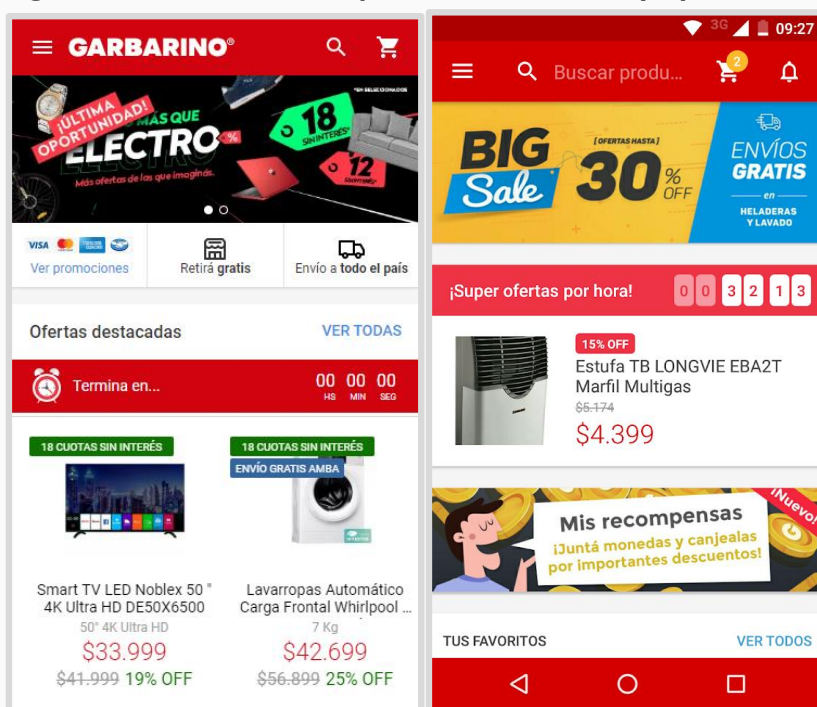 GARBARINO®
*EN SELECCIONADOS
¡ÚLTIMA
OPORTUNIDAD!
MÁS QUE
ELECTRO %
Más ofertas de las que imaginás.
18
SIN INTERÉS*
12
VISA
Ver promociones
Retirá gratis
Envío a todo el país
Ofertas destacadas
VER TODAS
Termina en...
00 00 00
HS MIN SEG
18 CUOTAS SIN INTERÉS
Smart TV LED Noblex 50 "
4K Ultra HD DE50X6500
50" 4K Ultra HD
$33.999
$41.999 19% OFF
18 CUOTAS SIN INTERÉS
ENVÍO GRATIS AMBA
Lavarropas Automático
Carga Frontal Whirlpool ...
7 Kg
$42.699
$56.899 25% OFF
3G 09:27
Buscar produ...
2
BIG
Sale
[OFERTAS HASTA]
30% OFF
ENVÍOS
GRATIS
en
HELADERAS
Y LAVADO
¡Super ofertas por hora!
00 32 13
15% OFF
Estufa TB LONGVIE EBA2T
Marfil Multigas
$5.174
$4.399
Mis recompensas
¡Juntá monedas y canjealas
por importantes descuentos!
¡Nuevo!
TUS FAVORITOS
VER TODOS